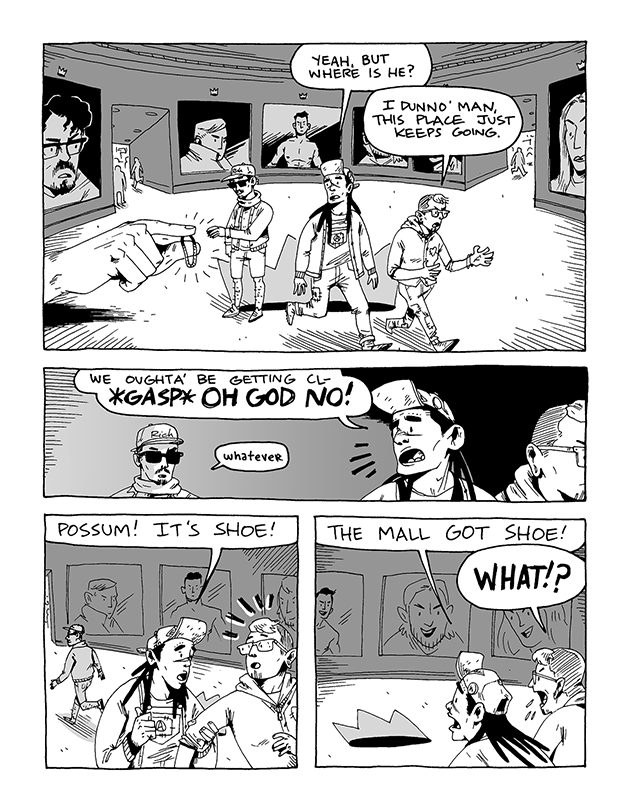 YEAH, BUT
WHERE IS HE?
I DUNNO' MAN,
THIS PLACE JUST
KEEPS GOING.
WE OUGHTA' BE GETTING CL-
*GASP* OH GOD NO!
Rich
whatever
POSSUM! IT'S SHOE!
THE MALL GOT SHOE!
WHAT!?